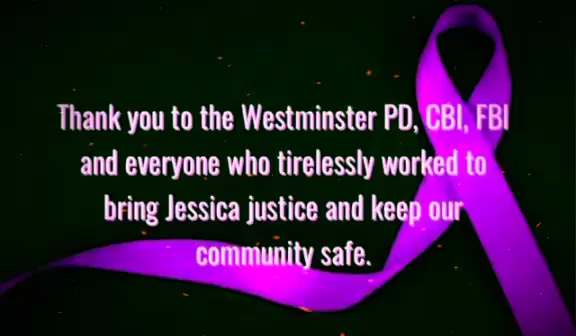 Thank you to the Westminster PD, CBI, FBI
and everyone who tirelessly worked to
bring Jessica justice and keep our
community safe.